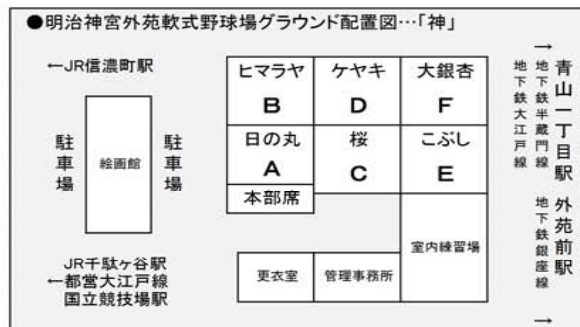 ●明治神宮外苑軟式野球場グラウンド配置図…「神」
←JR信濃町駅
駐車場
絵画館
駐車場
JR千駄ヶ谷駅
←都営大江戸線
国立競技場駅
ヒマラヤ
B
ケヤキ
D
大銀杏
F
日の丸
A
本部席
桜
C
こぶし
E
室内練習場
更衣室
管理事務所
→
青山一丁目駅
地下鉄半蔵門線
地下鉄大江戸線
外苑前駅
地下鉄銀座線
→